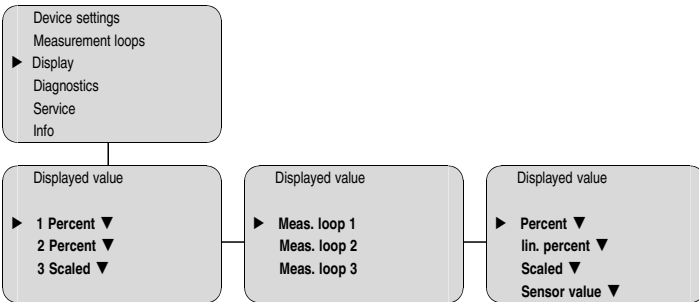 Device settings
Measurement loops
▶ Display
Diagnostics
Service
Info
Displayed value
▶ 1 Percent ▼
2 Percent ▼
3 Scaled ▼
Displayed value
▶ Meas. loop 1
Meas. loop 2
Meas. loop 3
Displayed value
▶ Percent ▼
lin. percent ▼
Scaled ▼
Sensor value ▼